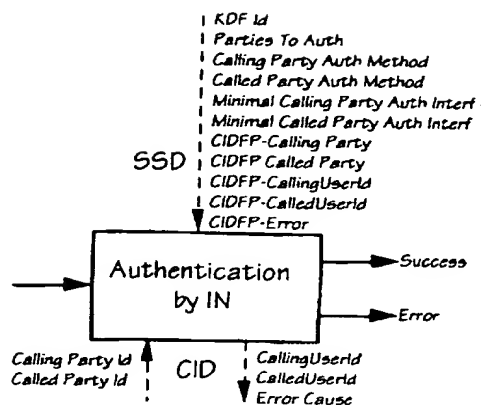 KDF Id
Parties To Auth
Calling Party Auth Method
Called Party Auth Method
Minimal Calling Party Auth Interf
Minimal Called Party Auth Interf
CIDFP-Calling Party
SSD
CIDFP Called Party
CIDFP-CallingUserId
CIDFP-CalledUserId
CIDFP-Error
Authentication
by IN
Success
Error
Calling Party Id
Called Party Id
CID
CallingUserId
CalledUserId
Error Cause